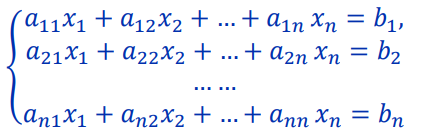 a₁₁x₁ + a₁₂x₂ + ... + a₁ₙ xₙ = b₁,
a₂₁x₁ + a₂₂x₂ + ... + a₂ₙ xₙ = b₂
... ...
aₙ₁x₁ + aₙ₂x₂ + ... + aₙₙ xₙ = bₙ